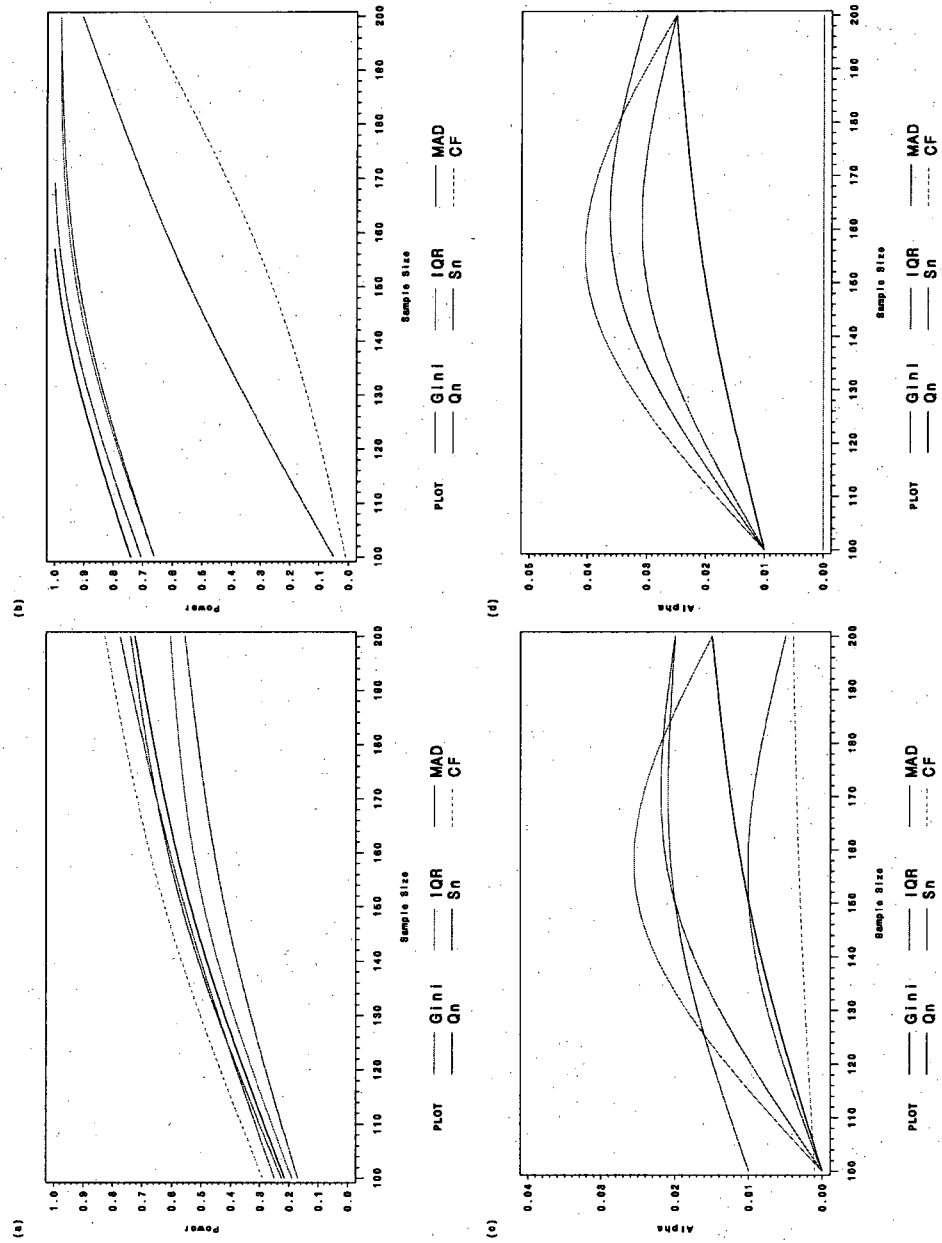 (a)
Power
1.0
0.9
0.8
0.7
0.6
0.5
0.4
0.3
0.2
0.1
0.0
100 110 120 130 140 150 160 170 180 190 200
Sample Size
PLOT Gini IQR MAD
Qn Sn CF
(b)
Power
1.0
0.9
0.8
0.7
0.6
0.5
0.4
0.3
0.2
0.1
0.0
100 110 120 130 140 150 160 170 180 190 200
Sample Size
PLOT Gini IQR MAD
Qn Sn CF
(c)
Alpha
0.04
0.03
0.02
0.01
0.00
100 110 120 130 140 150 160 170 180 190 200
Sample Size
PLOT Gini IQR MAD
Qn Sn CF
(d)
Alpha
0.05
0.04
0.03
0.02
0.01
0.00
100 110 120 130 140 150 160 170 180 190 200
Sample Size
PLOT Gini IQR MAD
Qn Sn CF